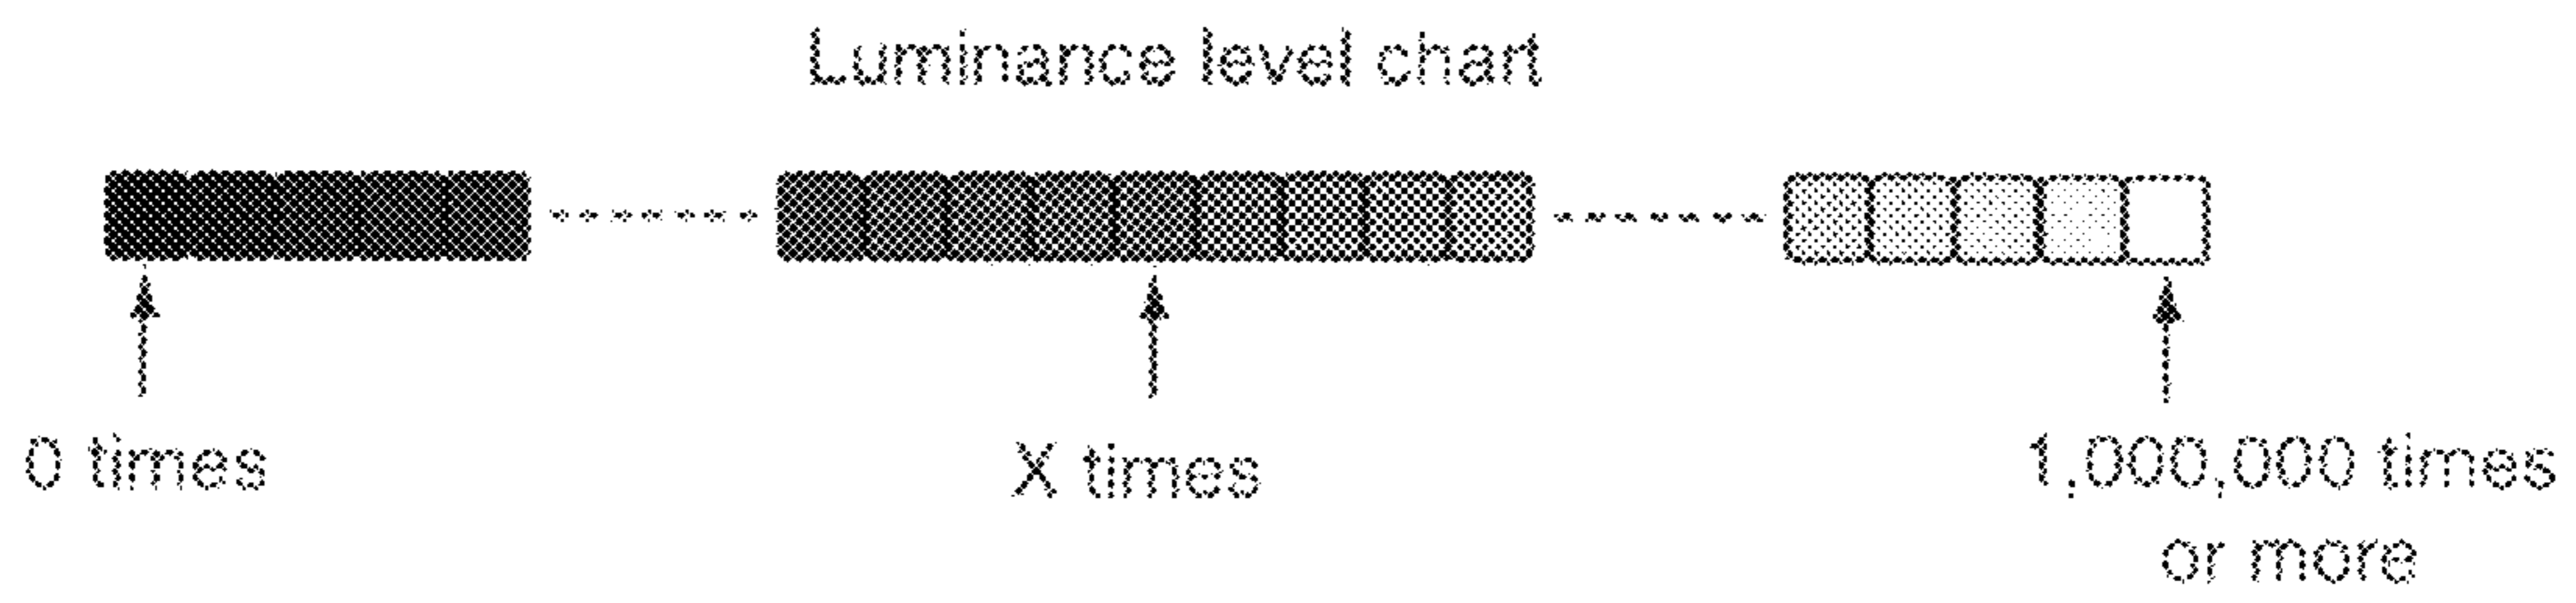 Luminance level chart
0 times
X times
1,000,000 times
or more